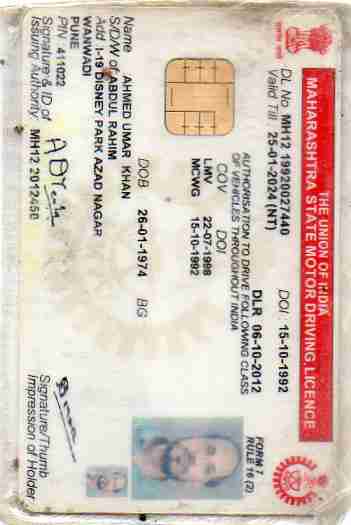 THE UNION OF INDIA
MAHARASHTRA STATE MOTOR DRIVING LICENCE
DL No MH12 19920027440 DOI 15-10-1992
Valid Till 25-01-2024 (NT) DLR 06-10-2012
FORM 7
RULE 16 (2)
AUTHORISATION TO DRIVE FOLLOWING CLASS
OF VEHICLES THROUGHOUT INDIA
COV DOI
LMV 22-07-1998
MCWG 15-10-1992
DOB 26-01-1974 BG
Name AHMED UMAR KHAN
S/D/W of ABDUL RAHIM
Add I-19 DISNEY PARK AZAD NAGAR
WANWADI
PUNE
PIN 411022
Signature & ID of
Issuing Authority MH12 2012458
Signature/Thumb
Impression of Holder